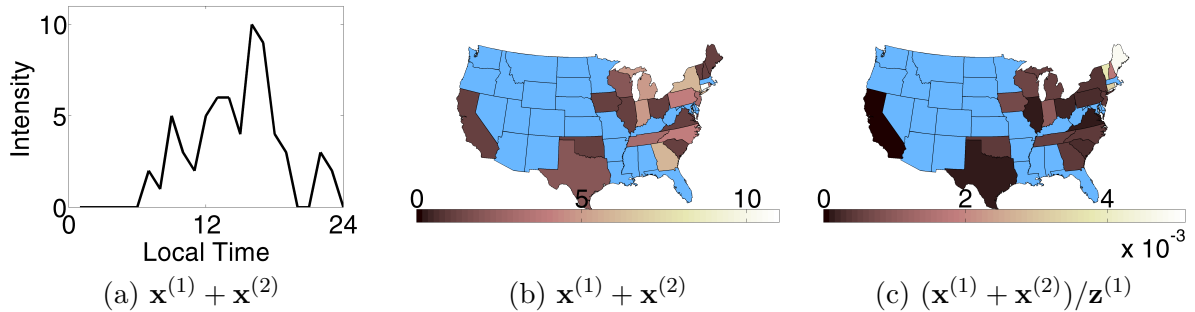 Intensity
10
5
0
0 12 24
Local Time
(a) x^{(1)} + x^{(2)}
0 5 10
(b) x^{(1)} + x^{(2)}
0 2 4
x 10^{-3}
(c) (x^{(1)} + x^{(2)})/z^{(1)}